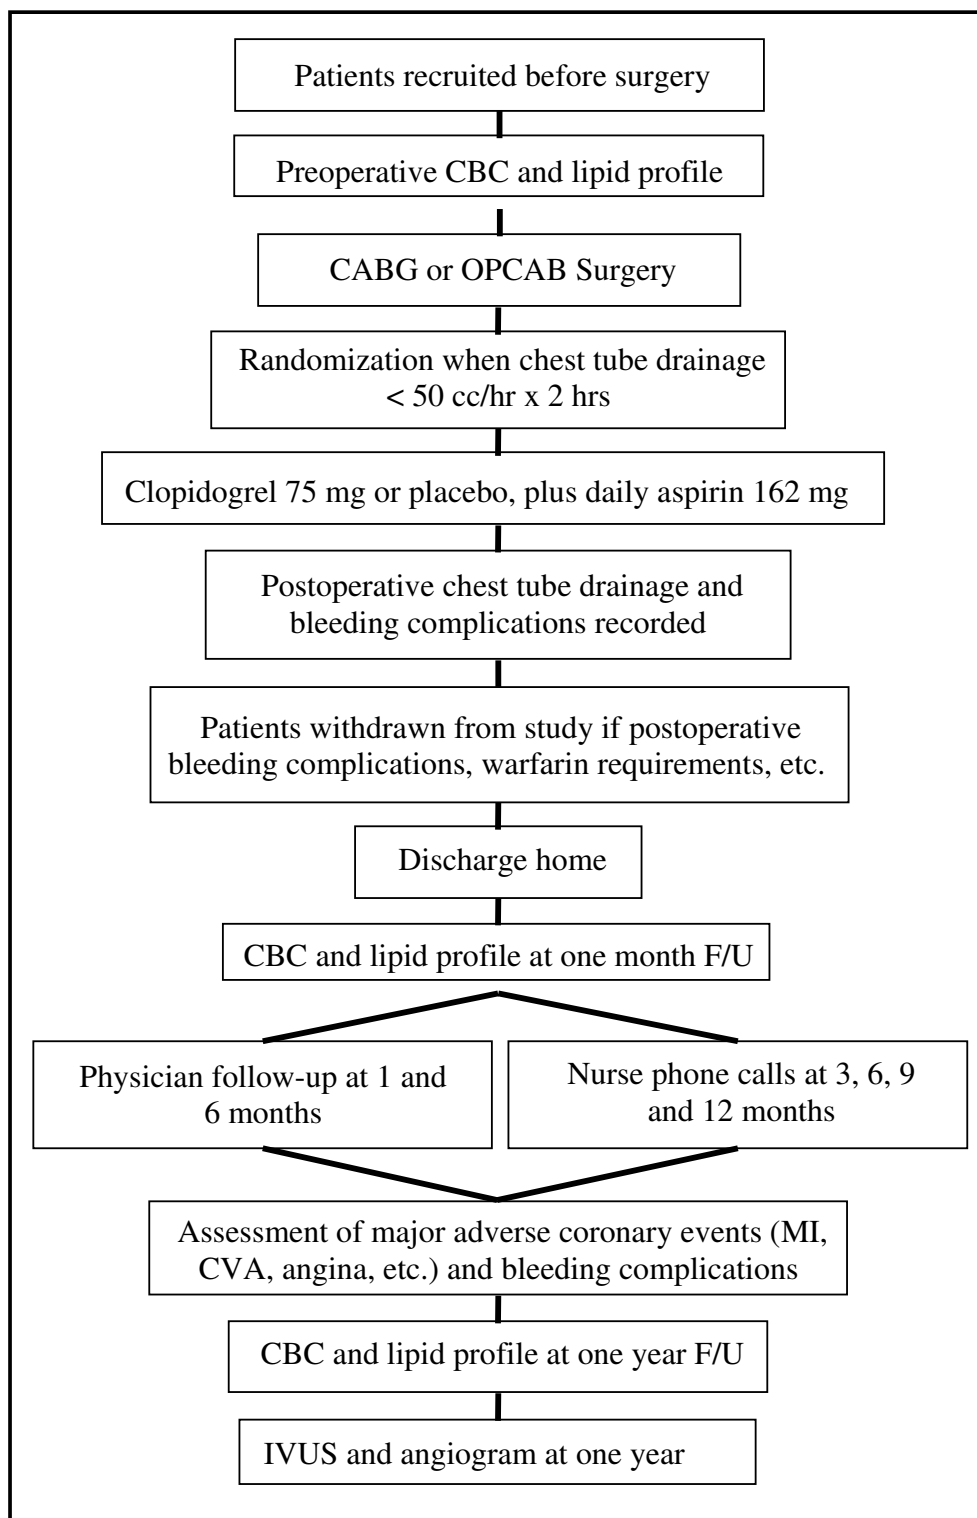 Patients recruited before surgery
Preoperative CBC and lipid profile
CABG or OPCAB Surgery
Randomization when chest tube drainage
< 50 cc/hr x 2 hrs
Clopidogrel 75 mg or placebo, plus daily aspirin 162 mg
Postoperative chest tube drainage and
bleeding complications recorded
Patients withdrawn from study if postoperative
bleeding complications, warfarin requirements, etc.
Discharge home
CBC and lipid profile at one month F/U
Physician follow-up at 1 and
6 months
Nurse phone calls at 3, 6, 9
and 12 months
Assessment of major adverse coronary events (MI,
CVA, angina, etc.) and bleeding complications
CBC and lipid profile at one year F/U
IVUS and angiogram at one year